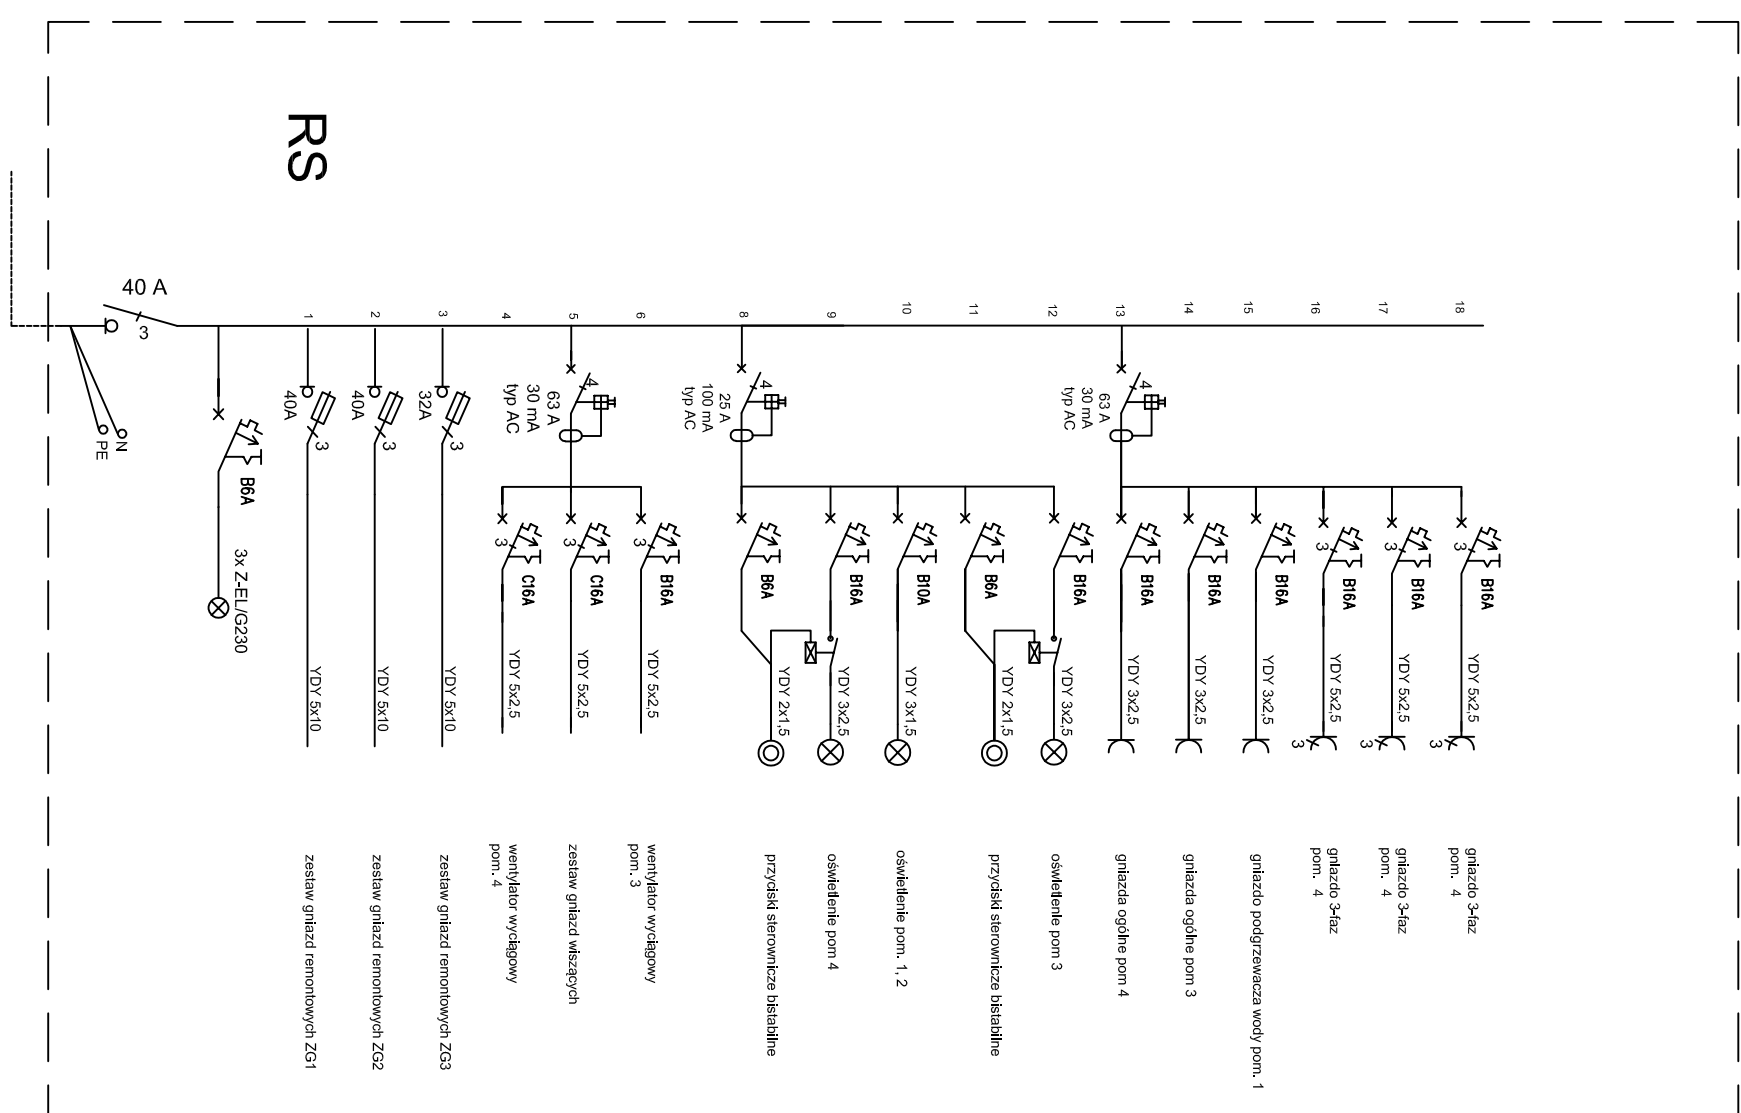 RS
40 A
3
N
PE
B6A
3x Z-EL/G230
1
2
3
4
5
6
8
9
10
11
12
13
14
15
16
17
18
40A
3
40A
3
32A
3
4
63 A
30 mA
typ AC
4
25 A
100 mA
typ AC
4
63 A
30 mA
typ AC
3
C16A
3
C16A
3
B16A
B6A
B16A
B10A
B6A
B16A
B16A
B16A
B16A
3
B16A
3
B16A
3
B16A
YDY 5x10
YDY 5x10
YDY 5x10
YDY 5x2,5
YDY 5x2,5
YDY 5x2,5
YDY 2x1,5
YDY 3x2,5
YDY 3x1,5
YDY 2x1,5
YDY 3x2,5
YDY 3x2,5
YDY 3x2,5
YDY 3x2,5
YDY 5x2,5
YDY 5x2,5
YDY 5x2,5
3
3
3
zestaw gniazd remontowych ZG1
zestaw gniazd remontowych ZG2
zestaw gniazd remontowych ZG3
wentylator wyciągowy
pom. 4
zestaw gniazd wiszących
wentylator wyciągowy
pom. 3
przyciski sterownicze bistabilne
oświetlenie pom 4
oświetlenie pom. 1, 2
przyciski sterownicze bistabilne
oświetlenie pom 3
gniazda ogólne pom 4
gniazda ogólne pom 3
gniazdo podgrzewacza wody pom. 1
gniazdo 3-faz
pom. 4
gniazdo 3-faz
pom. 4
gniazdo 3-faz
pom. 4